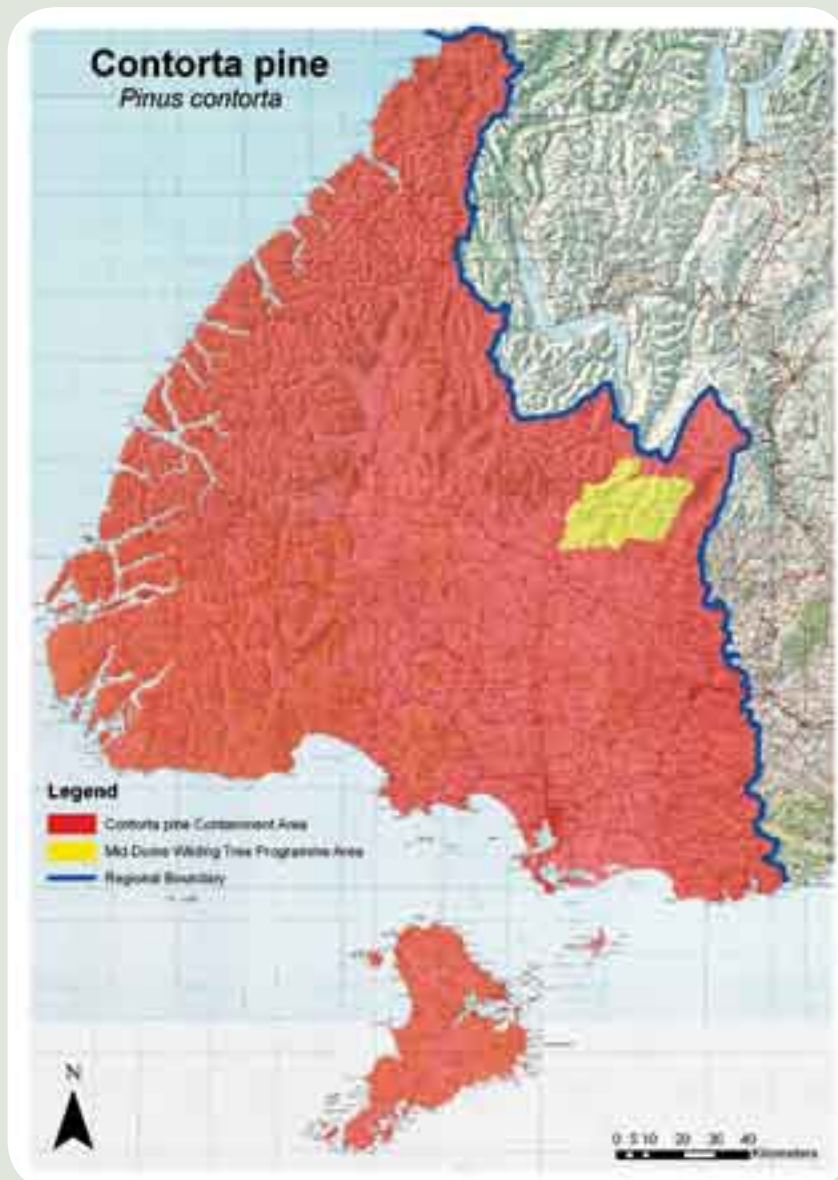 Contorta pine
Pinus contorta
Legend
Contorta pine Containment Area
Mid-Dome Wilding Tree Programme Area
Regional Boundary
N
0 5 10 20 30 40
Kilometers